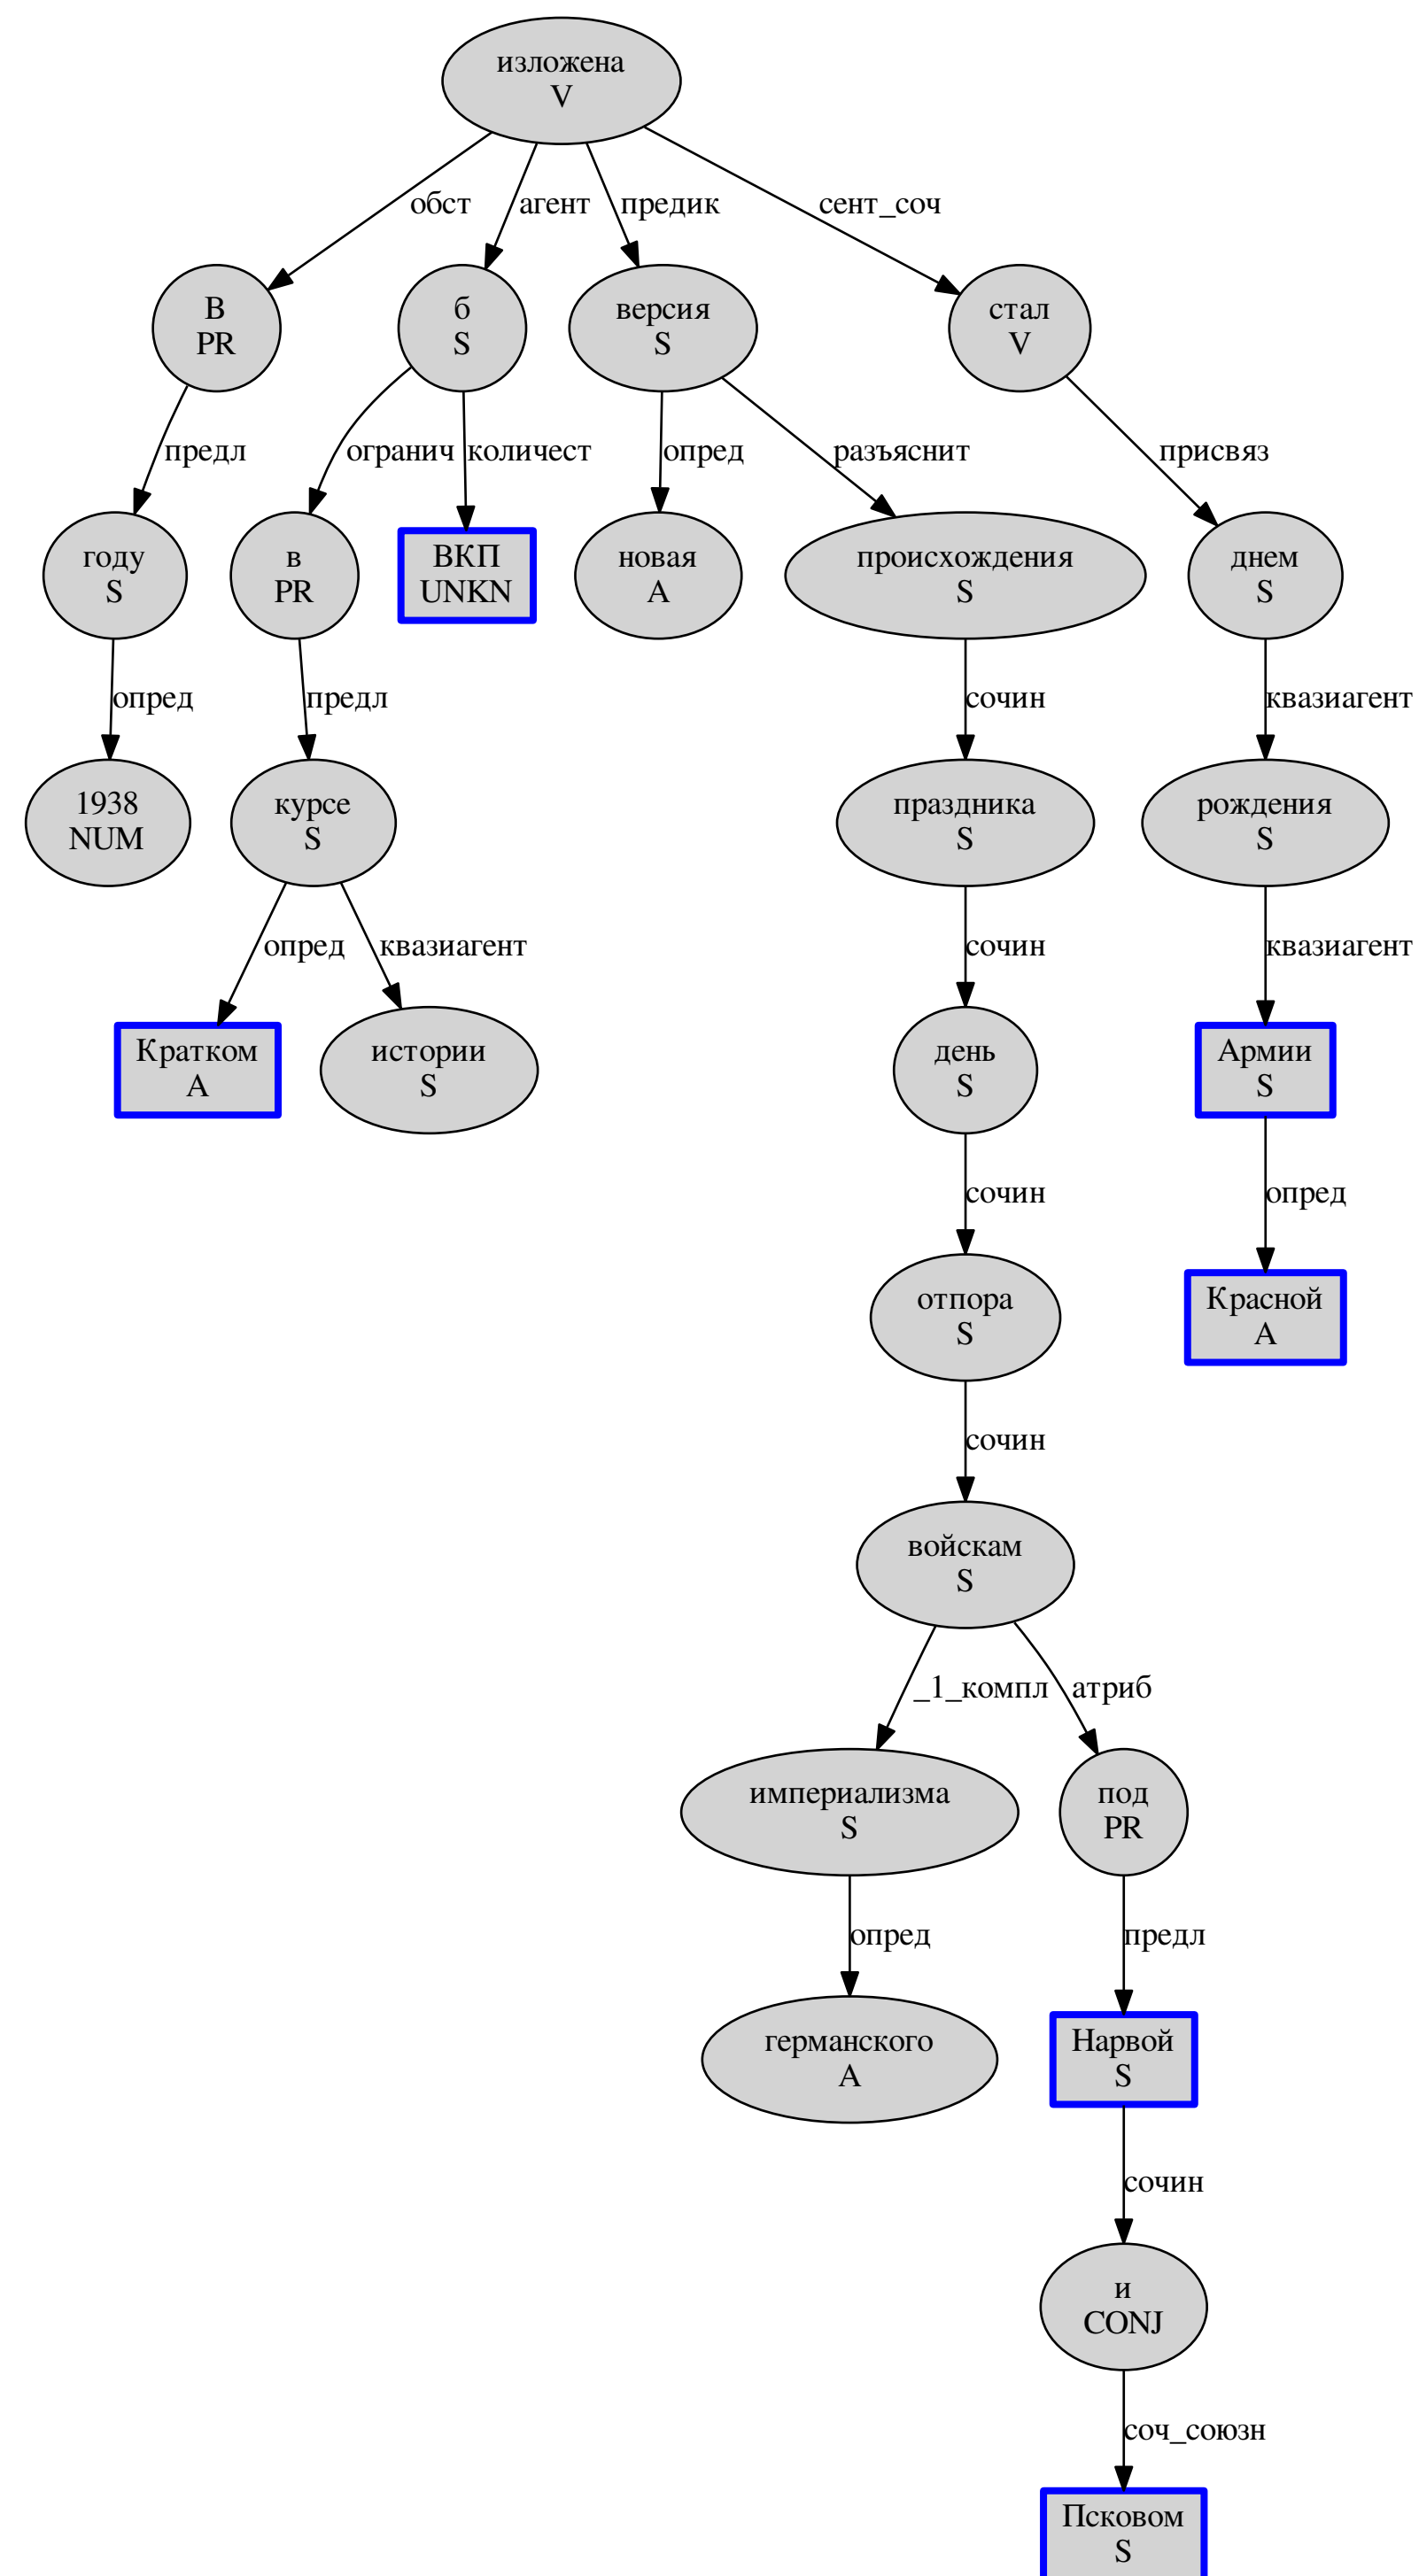 изложена
V
обст
агент
предик
сент_соч
В
PR
б
S
версия
S
стал
V
предл
огранич
количест
опред
разъяснит
присвяз
году
S
в
PR
ВКП
UNKN
новая
A
происхождения
S
днем
S
опред
предл
сочин
квазиагент
1938
NUM
курсе
S
праздника
S
рождения
S
опред
квазиагент
сочин
квазиагент
Кратком
A
истории
S
день
S
Армии
S
сочин
опред
отпора
S
Красной
A
сочин
войскам
S
_1_компл
атриб
империализма
S
под
PR
опред
предл
германского
A
Нарвой
S
сочин
и
CONJ
соч_союзн
Псковом
S